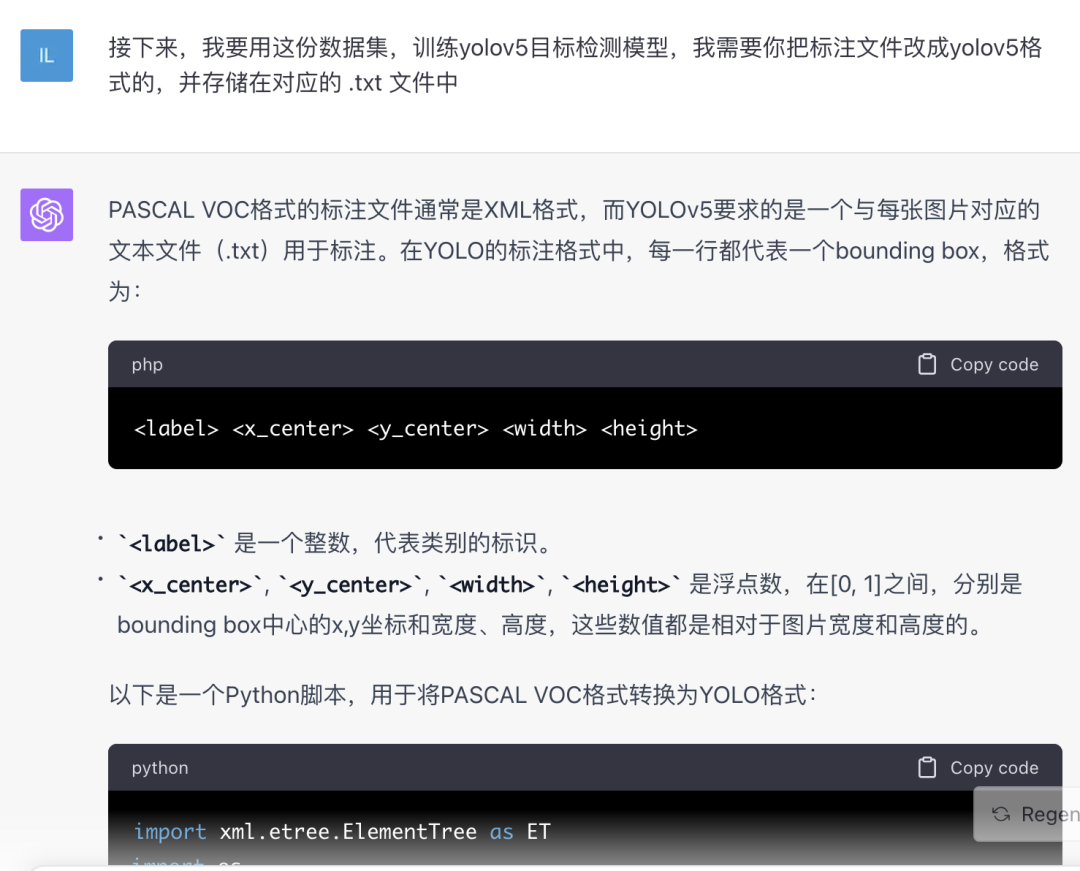 IL
接下来，我要用这份数据集，训练yolov5目标检测模型，我需要你把标注文件改成yolov5格
式的，并存储在对应的 .txt 文件中
PASCAL VOC格式的标注文件通常是XML格式，而YOLOv5要求的是一个与每张图片对应的
文本文件（.txt）用于标注。在YOLO的标注格式中，每一行都代表一个bounding box，格式
为：
php
Copy code
<label> <x_center> <y_center> <width> <height>
• `<label>` 是一个整数，代表类别的标识。
• `<x_center>`, `<y_center>`, `<width>`, `<height>` 是浮点数，在[0, 1]之间，分别是
bounding box中心的x,y坐标和宽度、高度，这些数值都是相对于图片宽度和高度的。
以下是一个Python脚本，用于将PASCAL VOC格式转换为YOLO格式：
python
Copy code
import xml.etree.ElementTree as ET
Regen
import os